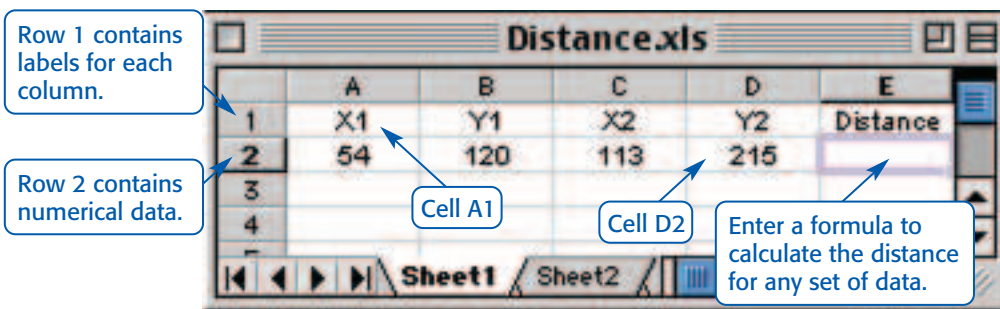 Row 1 contains
labels for each
column.
Distance.xls
A B C D E
1 X1 Y1 X2 Y2 Distance
2 54 120 113 215
3
4
Row 2 contains
numerical data.
Cell A1
Cell D2
Enter a formula to
calculate the distance
for any set of data.
Sheet1 Sheet2